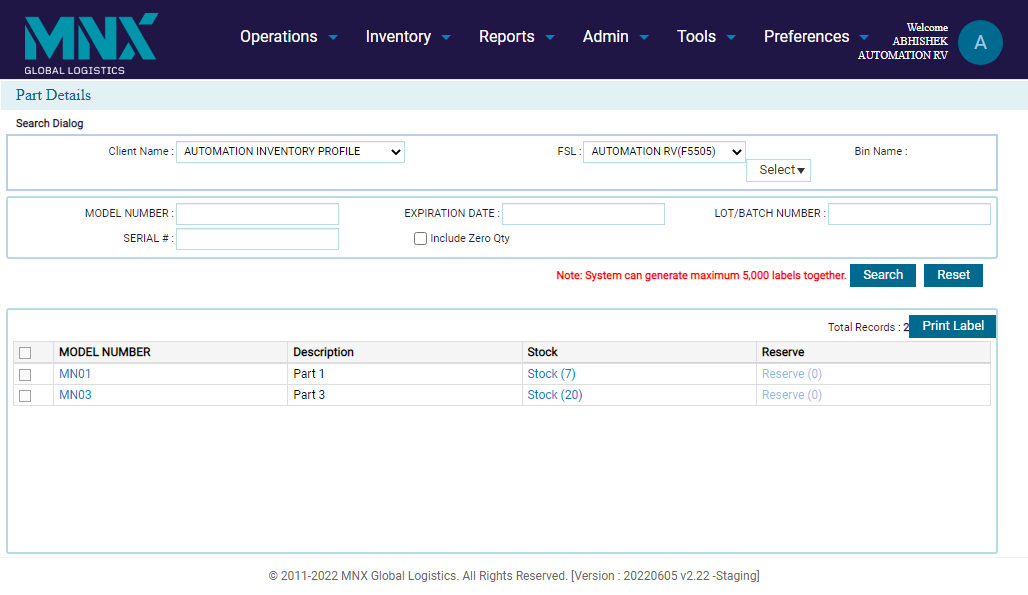 MNX
GLOBAL LOGISTICS
Operations Inventory Reports Admin Tools Preferences
Welcome
ABHISHEK
AUTOMATION RV
A
Part Details
Search Dialog
Client Name : AUTOMATION INVENTORY PROFILE FSL : AUTOMATION RV(F5505) Bin Name :
Select
MODEL NUMBER : EXPIRATION DATE : LOT/BATCH NUMBER :
SERIAL # : Include Zero Qty
Note: System can generate maximum 5,000 labels together. Search Reset
Total Records : 2 Print Label
MODEL NUMBER Description Stock Reserve
MN01 Part 1 Stock (7) Reserve (0)
MN03 Part 3 Stock (20) Reserve (0)
© 2011-2022 MNX Global Logistics. All Rights Reserved. [Version : 20220605 v2.22 -Staging]